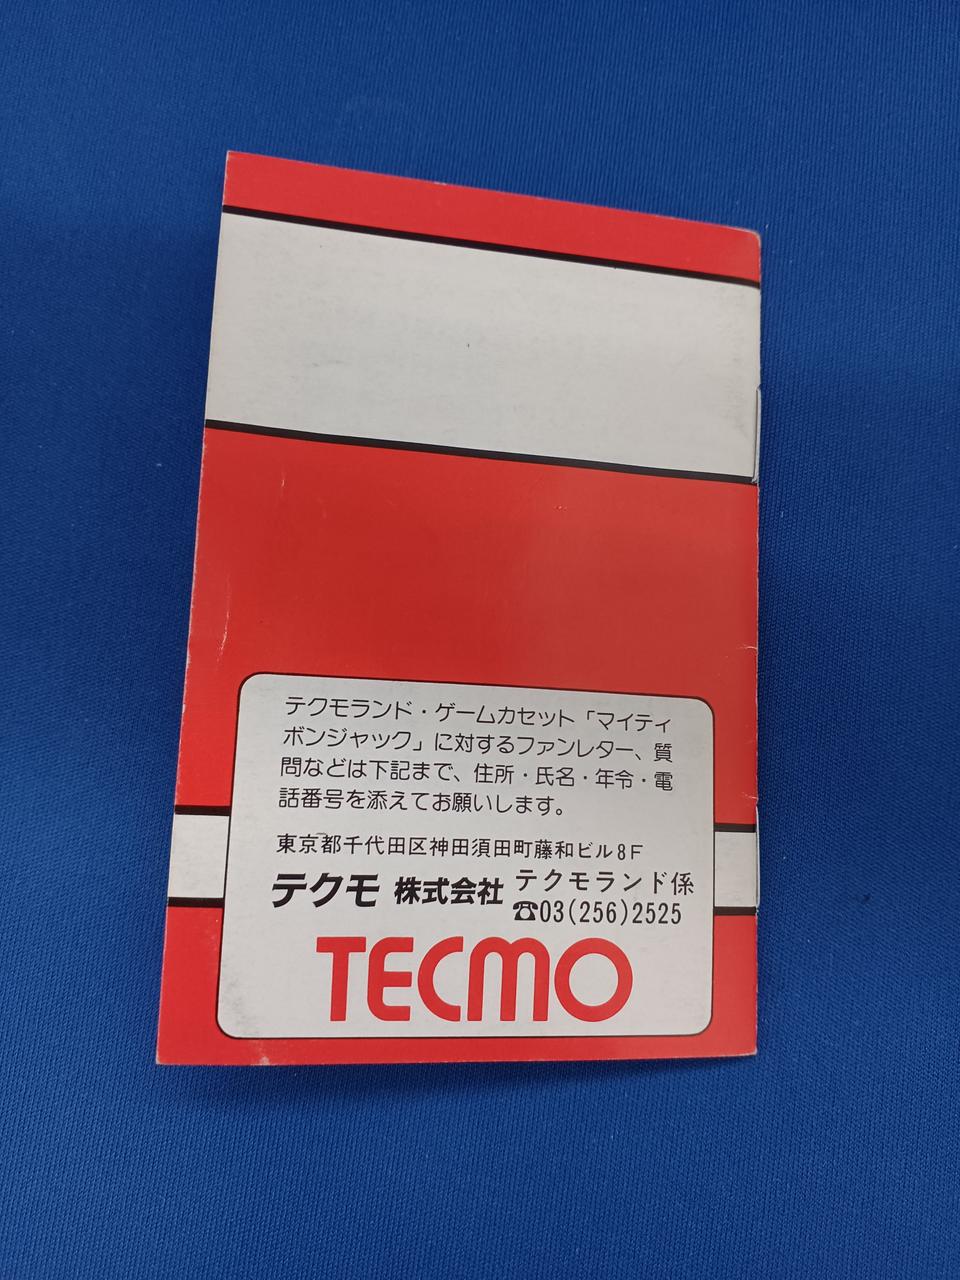 テクモランド・ゲームカセット「マイティ
ボンジャック」に対するファンレター、質
問などは下記まで、住所・氏名・年令・電
話番号を添えてお願いします。
東京都千代田区神田須田町藤和ビル8F
テクモ 株式会社 テクモランド係
☎03(256)2525
TECMO